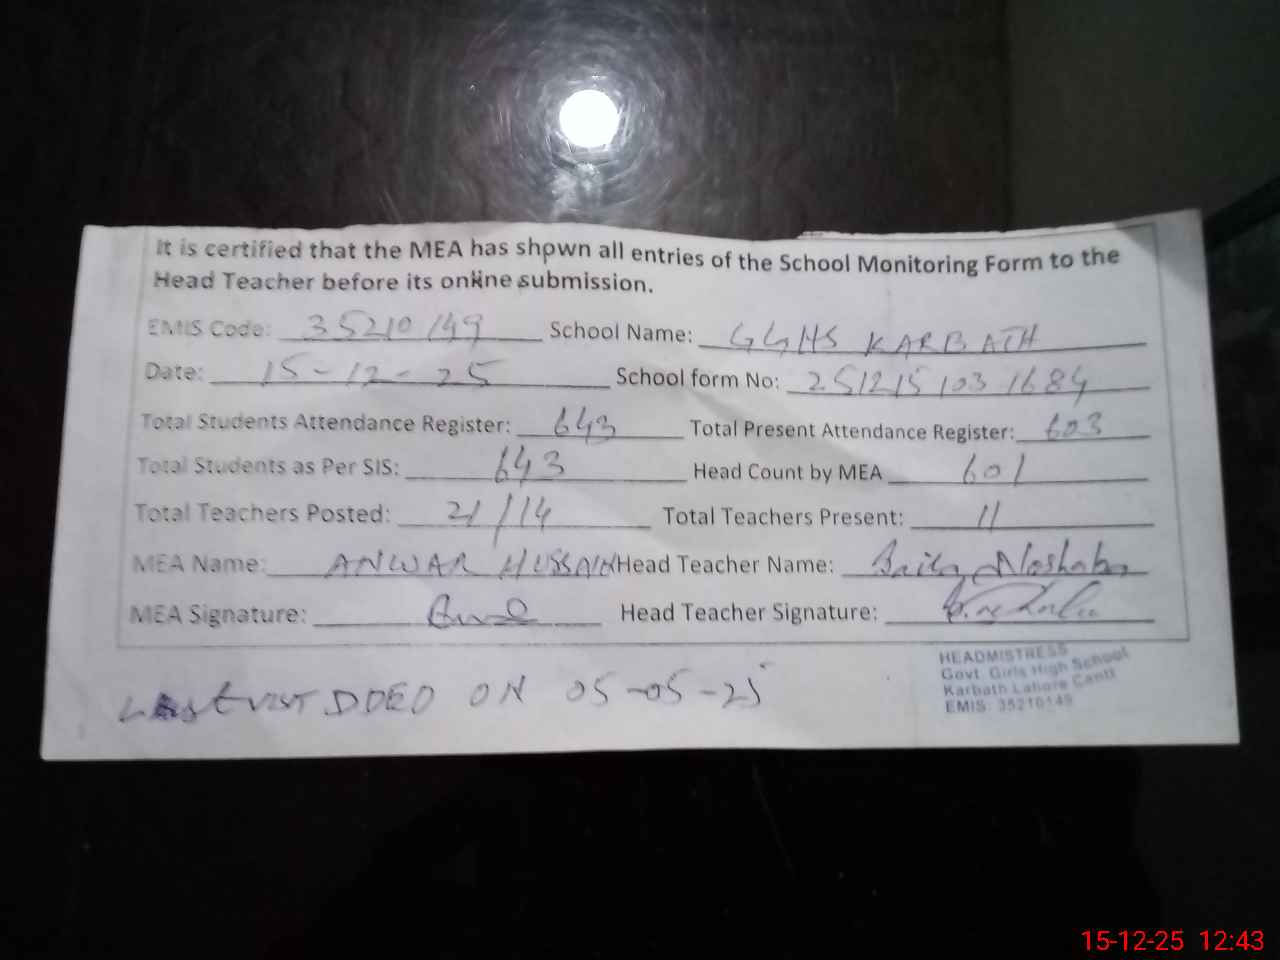 It is certified that the MEA has shown all entries of the School Monitoring Form to the
Head Teacher before its online submission.
EMIS Code: 35210149 School Name: GGHS KARBATH
Date: 15-12-25 School form No: 251215 103 1684
Total Students Attendance Register: 643 Total Present Attendance Register: 603
Total Students as Per SIS: 643 Head Count by MEA 601
Total Teachers Posted: 21/14 Total Teachers Present: 11
MEA Name: ANWAR HUSSAIN Head Teacher Name: Noshaba
MEA Signature: Head Teacher Signature:
Last visit DDEO ON 05-05-25
HEADMISTRESS
Govt. Girls High School
Karbath Lahore Cantt
EMIS: 35210149
15-12-25 12:43